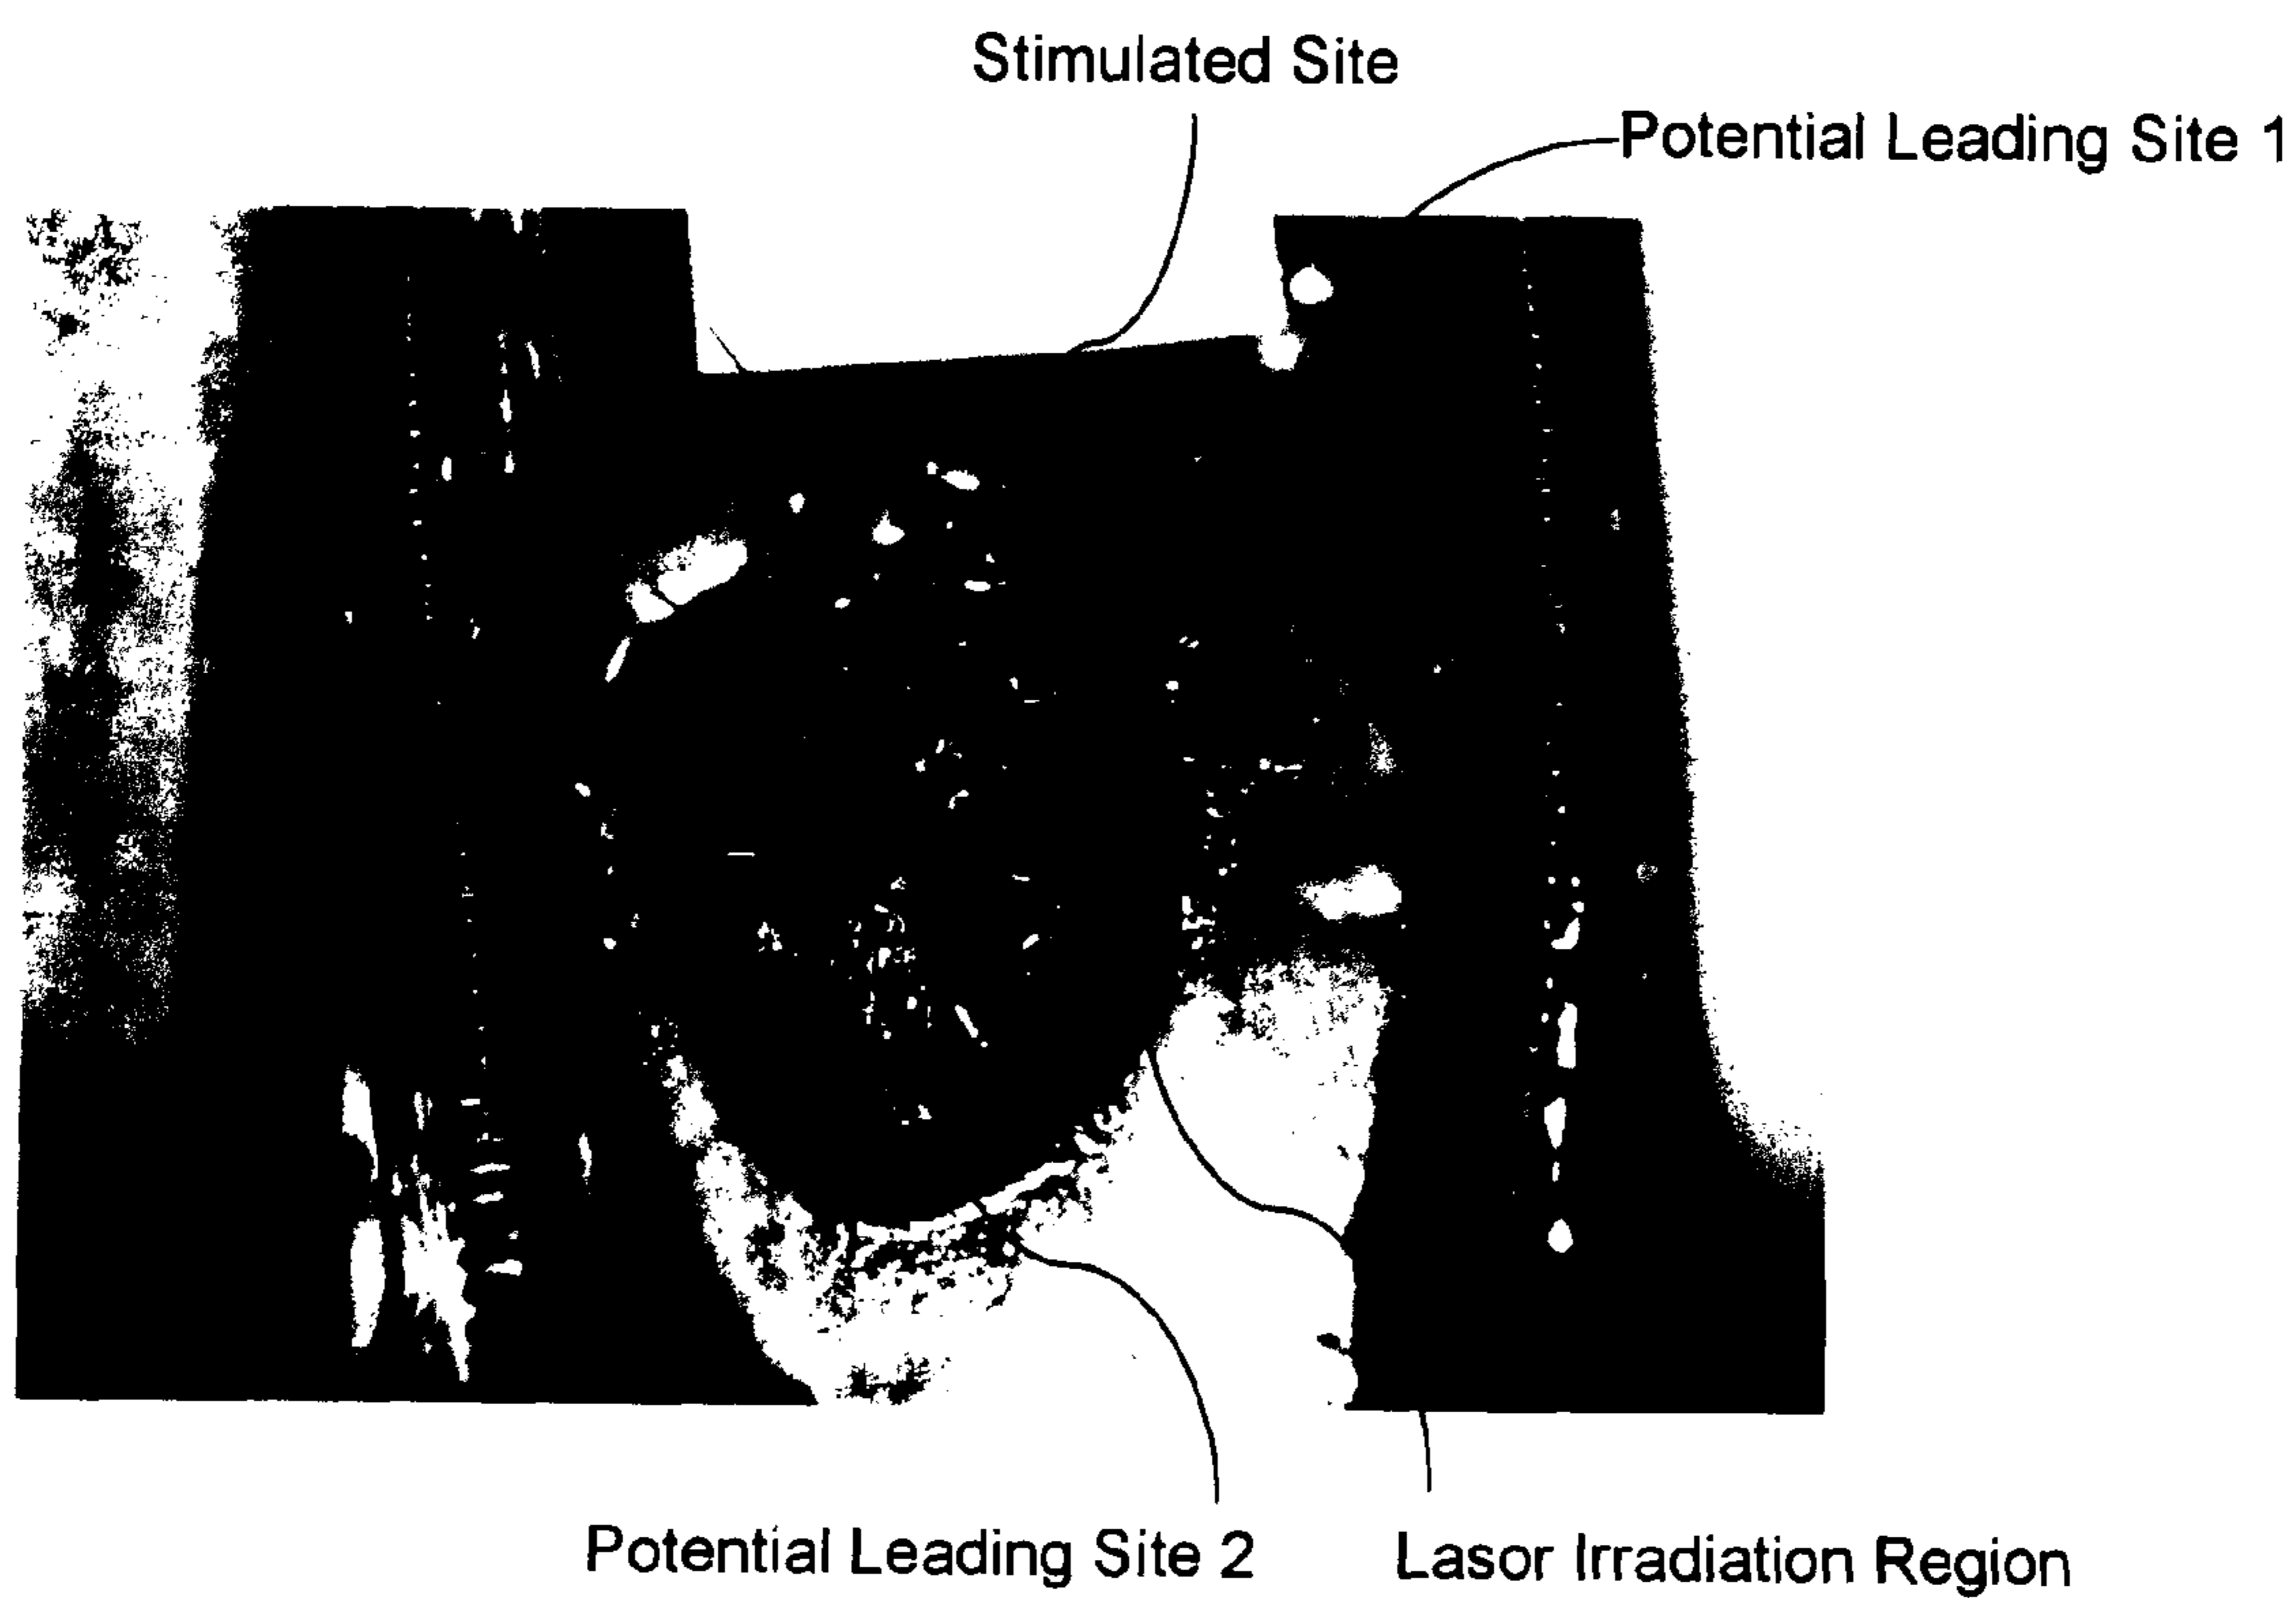 Stimulated Site
Potential Leading Site 1
Potential Leading Site 2
Lasor Irradiation Region